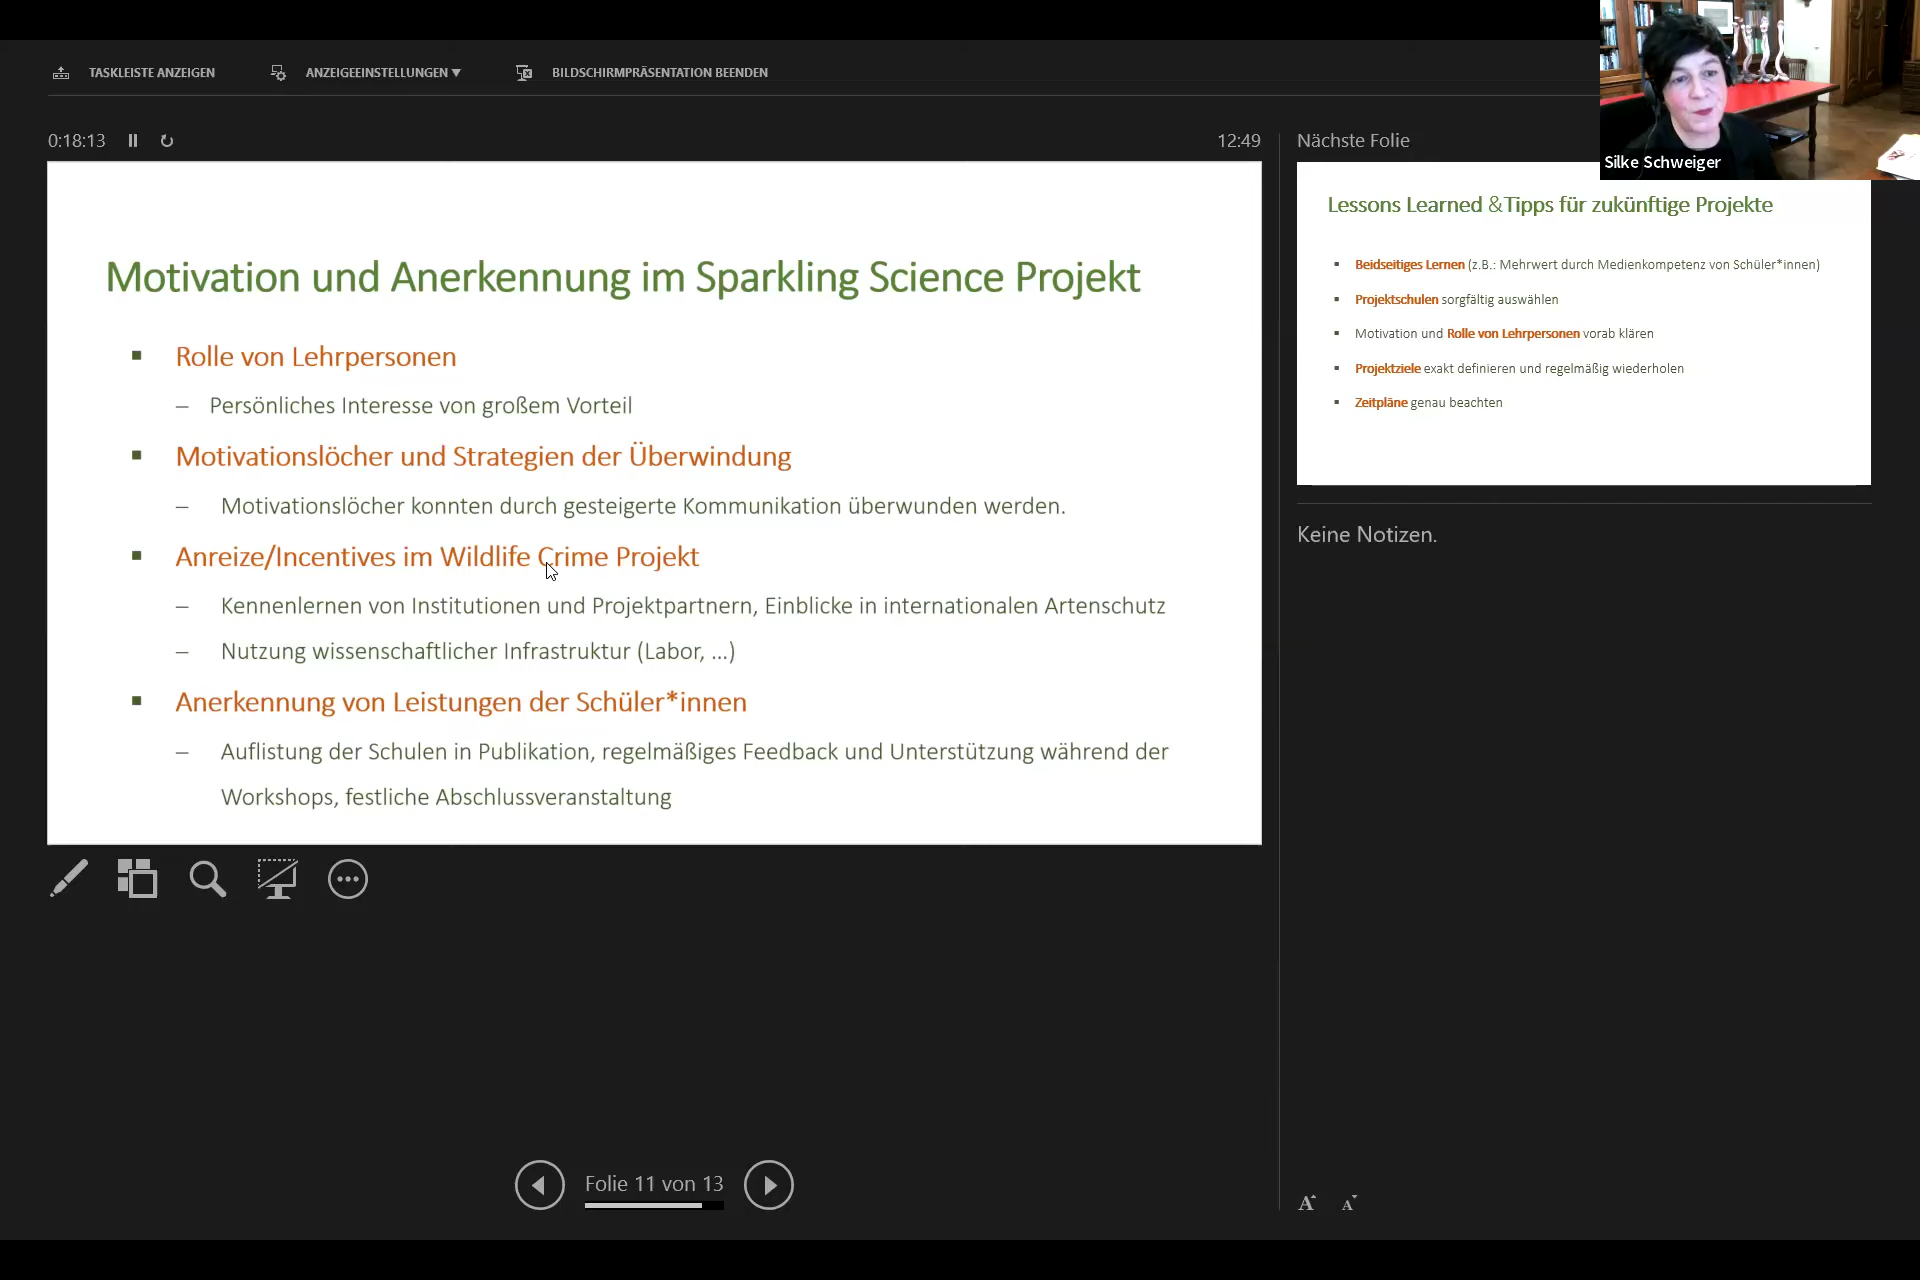 TASKLEISTE ANZEIGEN
ANZEIGEEINSTELLUNGEN
BILDSCHIRMPRÄSENTATION BEENDEN
0:18:13
12:49
Motivation und Anerkennung im Sparkling Science Projekt
▪ Rolle von Lehrpersonen
– Persönliches Interesse von großem Vorteil
▪ Motivationslöcher und Strategien der Überwindung
– Motivationslöcher konnten durch gesteigerte Kommunikation überwunden werden.
▪ Anreize/Incentives im Wildlife Crime Projekt
– Kennenlernen von Institutionen und Projektpartnern, Einblicke in internationalen Artenschutz
– Nutzung wissenschaftlicher Infrastruktur (Labor, ...)
▪ Anerkennung von Leistungen der Schüler*innen
– Auflistung der Schulen in Publikation, regelmäßiges Feedback und Unterstützung während der
Workshops, festliche Abschlussveranstaltung
Folie 11 von 13
Nächste Folie
Silke Schweiger
Lessons Learned &Tipps für zukünftige Projekte
▪ Beidseitiges Lernen (z.B.: Mehrwert durch Medienkompetenz von Schüler*innen)
▪ Projektschulen sorgfältig auswählen
▪ Motivation und Rolle von Lehrpersonen vorab klären
▪ Projektziele exakt definieren und regelmäßig wiederholen
▪ Zeitpläne genau beachten
Keine Notizen.
A A